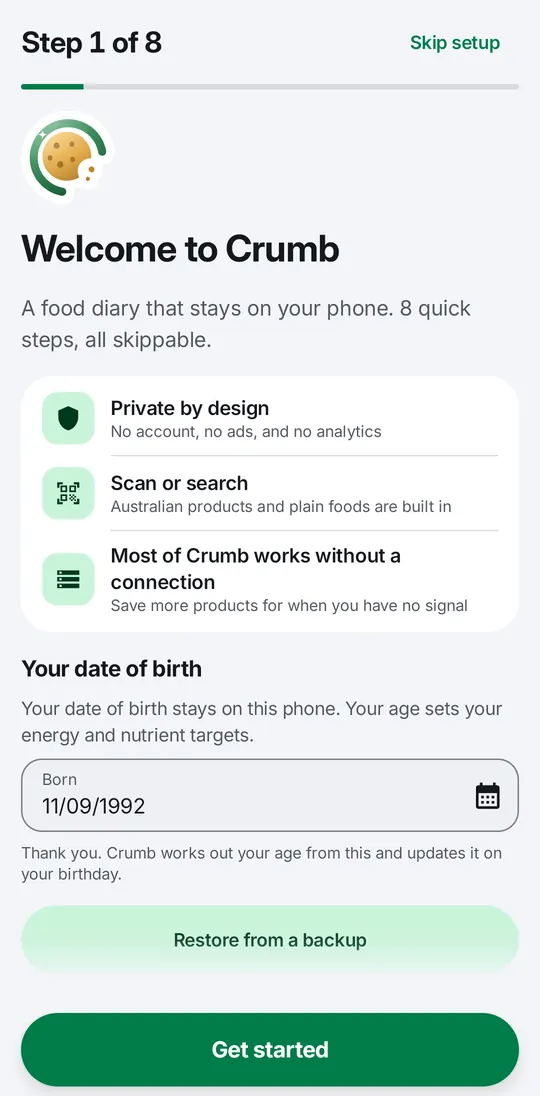 Step 1 of 8
Skip setup
Welcome to Crumb
A food diary that stays on your phone. 8 quick
steps, all skippable.
Private by design
No account, no ads, and no analytics
Scan or search
Australian products and plain foods are built in
Most of Crumb works without a
connection
Save more products for when you have no signal
Your date of birth
Your date of birth stays on this phone. Your age sets your
energy and nutrient targets.
Born
11/09/1992
Thank you. Crumb works out your age from this and updates it on
your birthday.
Restore from a backup
Get started